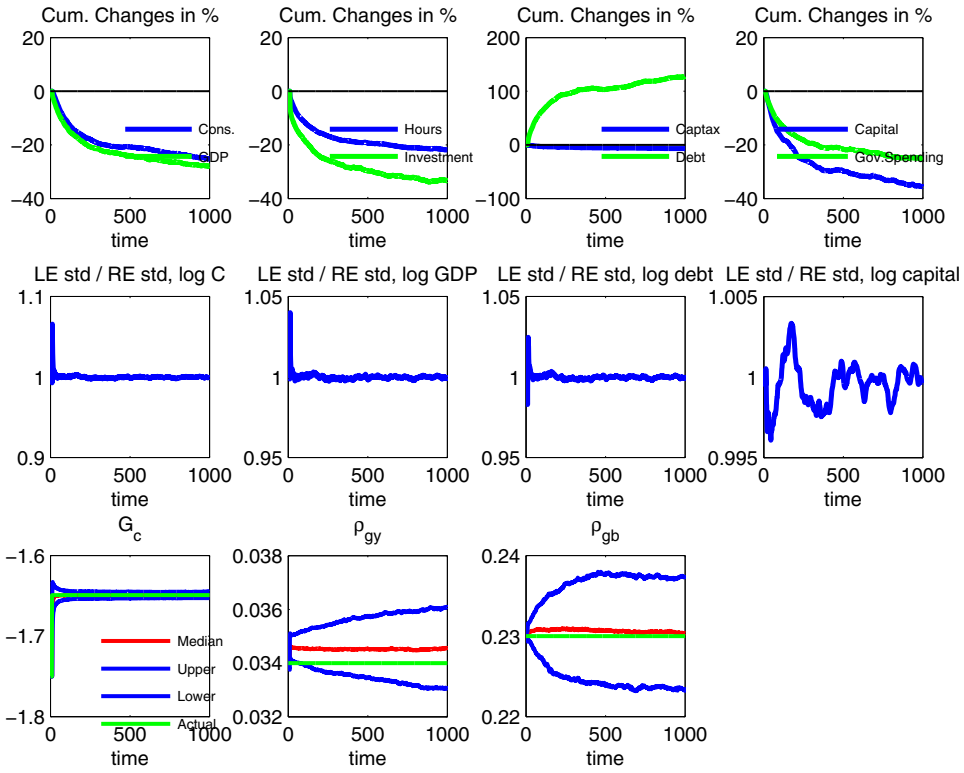 Cum. Changes in %
20
0
−20
−40
0
500
1000
time
Cons.
GDP
Cum. Changes in %
20
0
−20
−40
0
500
1000
time
Hours
Investment
Cum. Changes in %
200
100
0
−100
0
500
1000
time
Captax
Debt
Cum. Changes in %
20
0
−20
−40
0
500
1000
time
Capital
Gov.Spending
LE std / RE std, log C
1.1
1
0.9
0
500
1000
time
LE std / RE std, log GDP
1.05
1
0.95
0
500
1000
time
LE std / RE std, log debt
1.05
1
0.95
0
500
1000
time
LE std / RE std, log capital
1.005
1
0.995
0
500
1000
time
G_c
−1.6
−1.7
−1.8
0
500
1000
time
Median
Upper
Lower
Actual
ρ_gy
0.038
0.036
0.034
0.032
0
500
1000
time
ρ_gb
0.24
0.23
0.22
0
500
1000
time